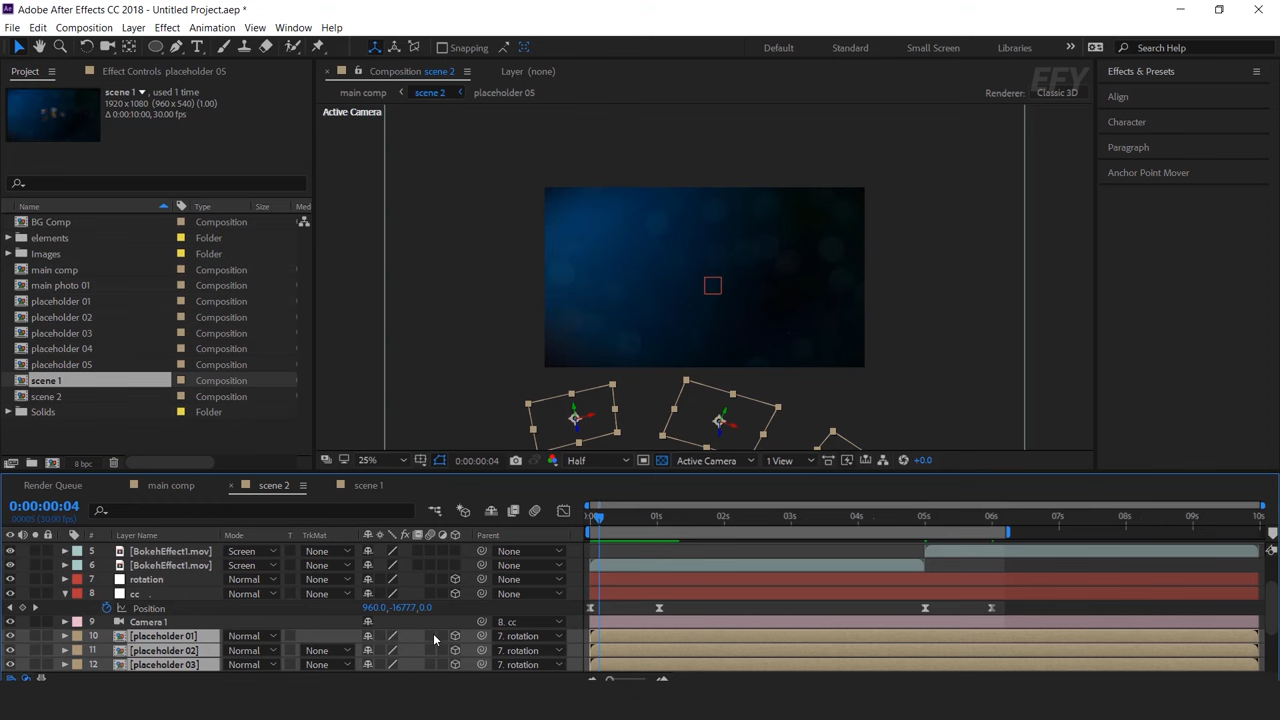 Adobe After Effects CC 2018 - Untitled Project.aep *
File Edit Composition Layer Effect Animation View Window Help
Snapping Default Standard Small Screen Libraries Search Help
Project Effect Controls placeholder 05 Composition scene 2 Layer (none) Effects & Presets
EFY
scene 1 , used 1 time main comp scene 2 placeholder 05 Renderer: Classic 3D
1920 x 1080 (960 x 540) (1.00)
Δ 0:00:10:00, 30.00 fps)
Active Camera
Align
Character
Paragraph
Anchor Point Mover
Name Type Size Med
BG Comp Composition
elements Folder
Images Folder
main comp Composition
main photo 01 Composition
placeholder 01 Composition
placeholder 02 Composition
placeholder 03 Composition
placeholder 04 Composition
placeholder 05 Composition
scene 1 Composition
scene 2 Composition
Solids Folder
8 bpc 25% 0:00:00:04 Half Active Camera 1 View +0.0
Render Queue main comp scene 2 scene 1
0:00:00:04
00005 (30.00 fps)
01s 02s 03s 04s 05s 06s 07s 08s 09s 10s
# Layer Name Mode T TrkMat Parent
5 [BokehEffect1.mov] Screen None None
6 [BokehEffect1.mov] Screen None None
7 rotation Normal None None
8 cc . Normal None None
Position 960.0,-1677.7,0.0
9 Camera 1 8. cc
10 [placeholder 01] Normal 7. rotation
11 [placeholder 02] Normal None 7. rotation
12 [placeholder 03] Normal None 7. rotation